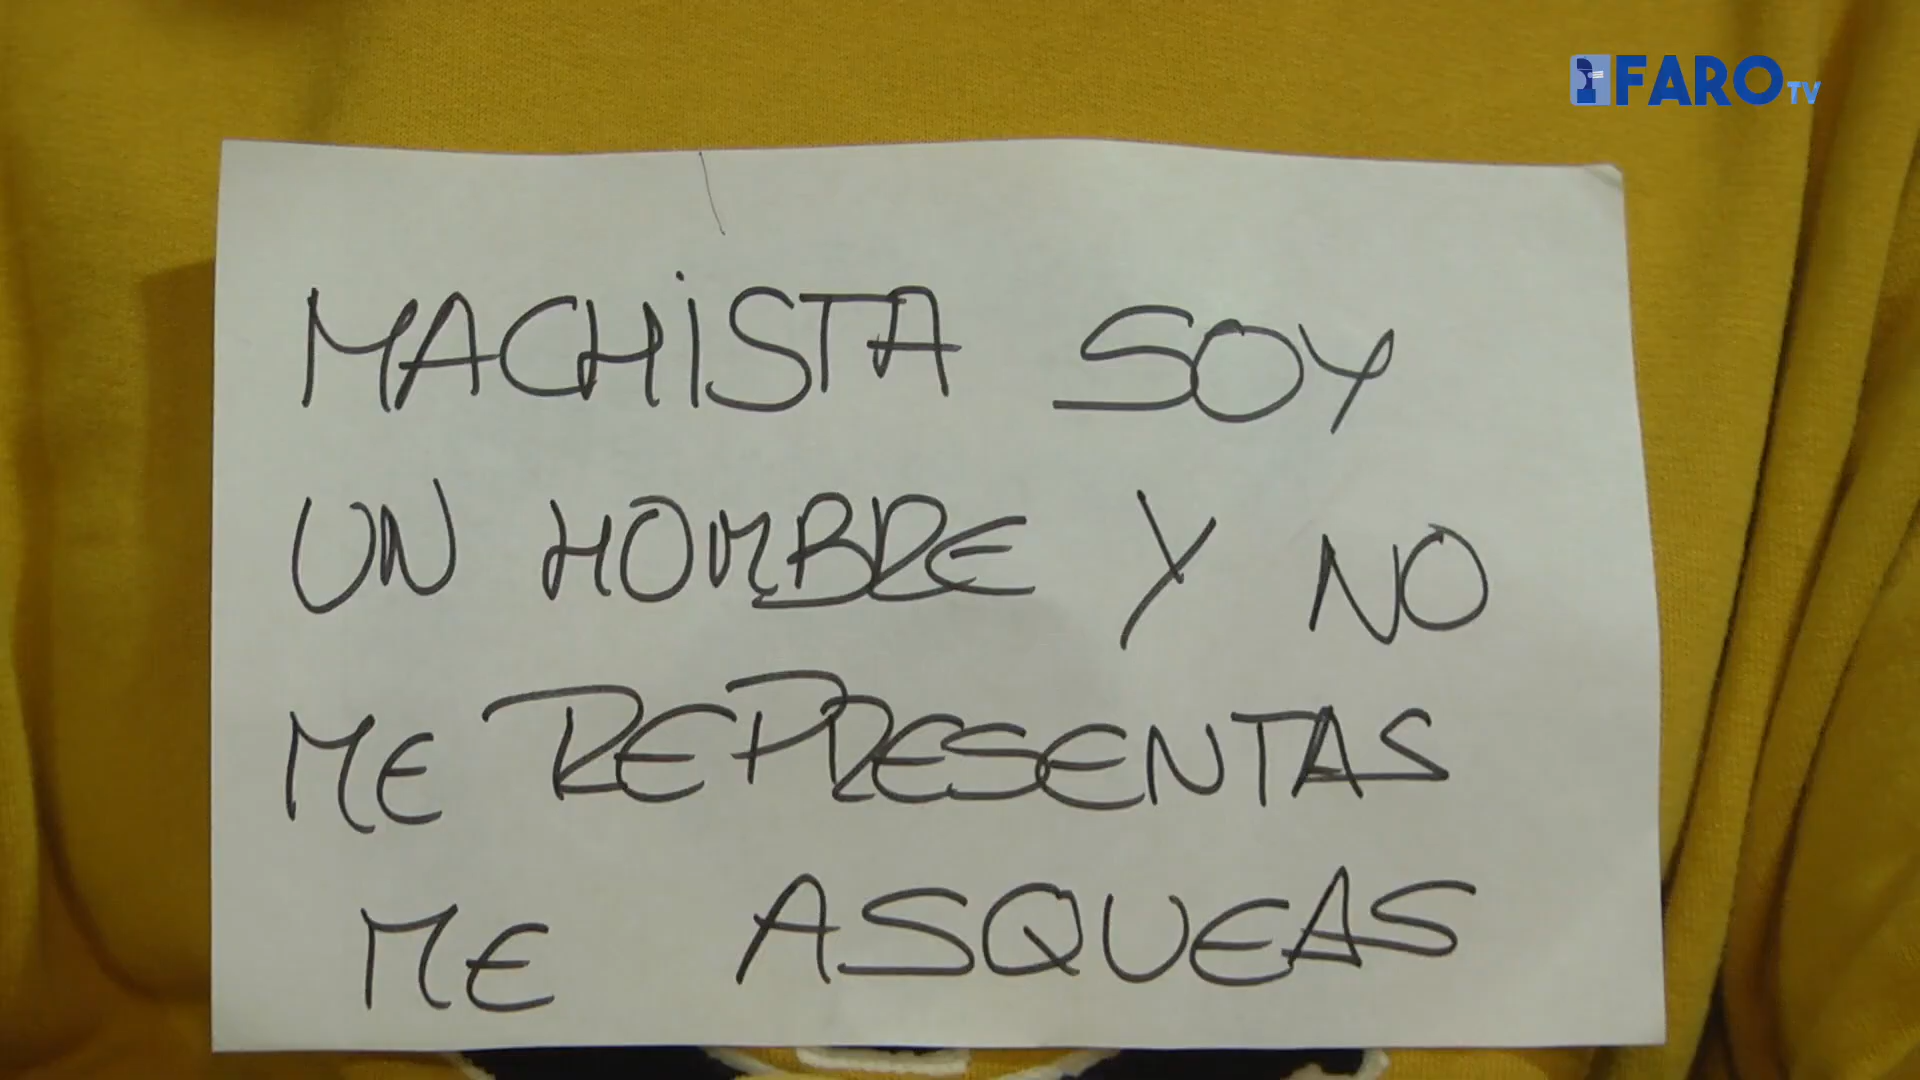 FARO TV
MACHiSTA SOY
UN HOMBRE Y NO
ME REPRESENTAS
ME ASQUEAS